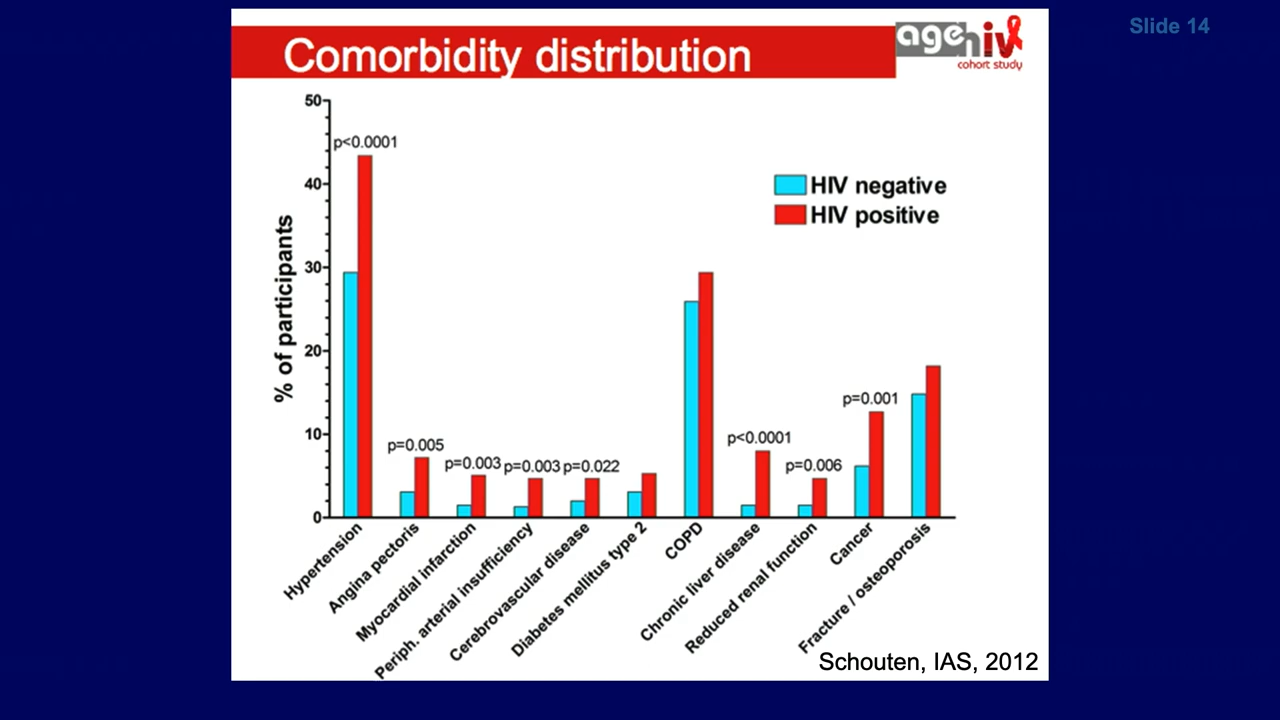 Slide 14
Comorbidity distribution
agehiv
cohort study
50
40
30
20
10
0
% of participants
p<0.0001
p=0.005
p=0.003
p=0.003
p=0.022
p<0.0001
p=0.006
p=0.001
HIV negative
HIV positive
Hypertension
Angina pectoris
Myocardial infarction
Periph. arterial insufficiency
Cerebrovascular disease
Diabetes mellitus type 2
COPD
Chronic liver disease
Reduced renal function
Cancer
Fracture / osteoporosis
Schouten, IAS, 2012